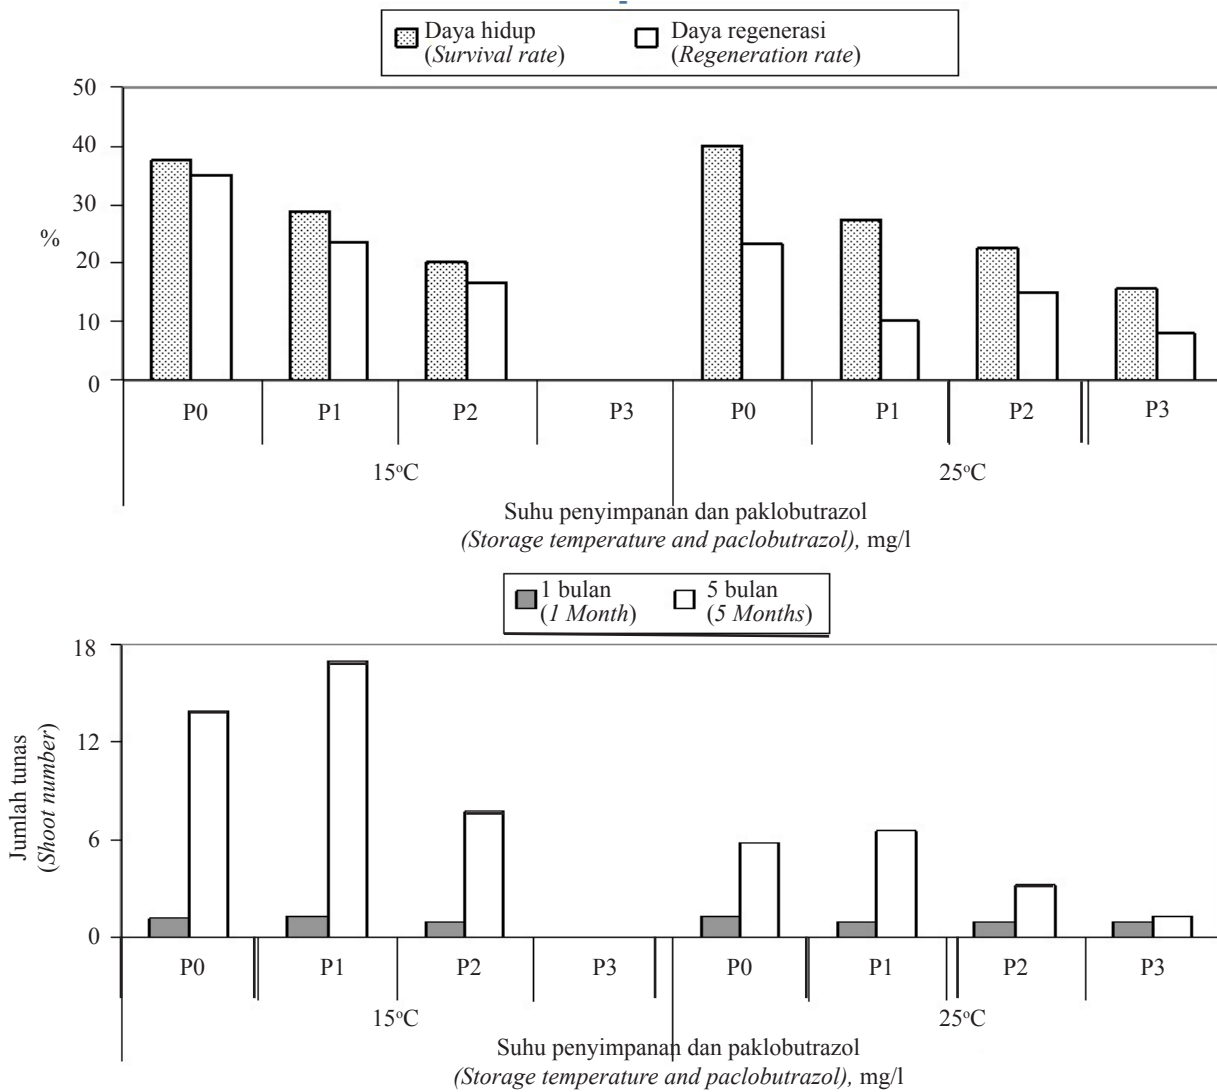 Daya hidup
(Survival rate)
Daya regenerasi
(Regeneration rate)
50
40
30
20
10
0
%
P0 P1 P2 P3 P0 P1 P2 P3
15°C 25°C
Suhu penyimpanan dan paklobutrazol
(Storage temperature and paclobutrazol), mg/l
1 bulan
(1 Month)
5 bulan
(5 Months)
18
12
6
0
Jumlah tunas
(Shoot number)
P0 P1 P2 P3 P0 P1 P2 P3
15°C 25°C
Suhu penyimpanan dan paklobutrazol
(Storage temperature and paclobutrazol), mg/l